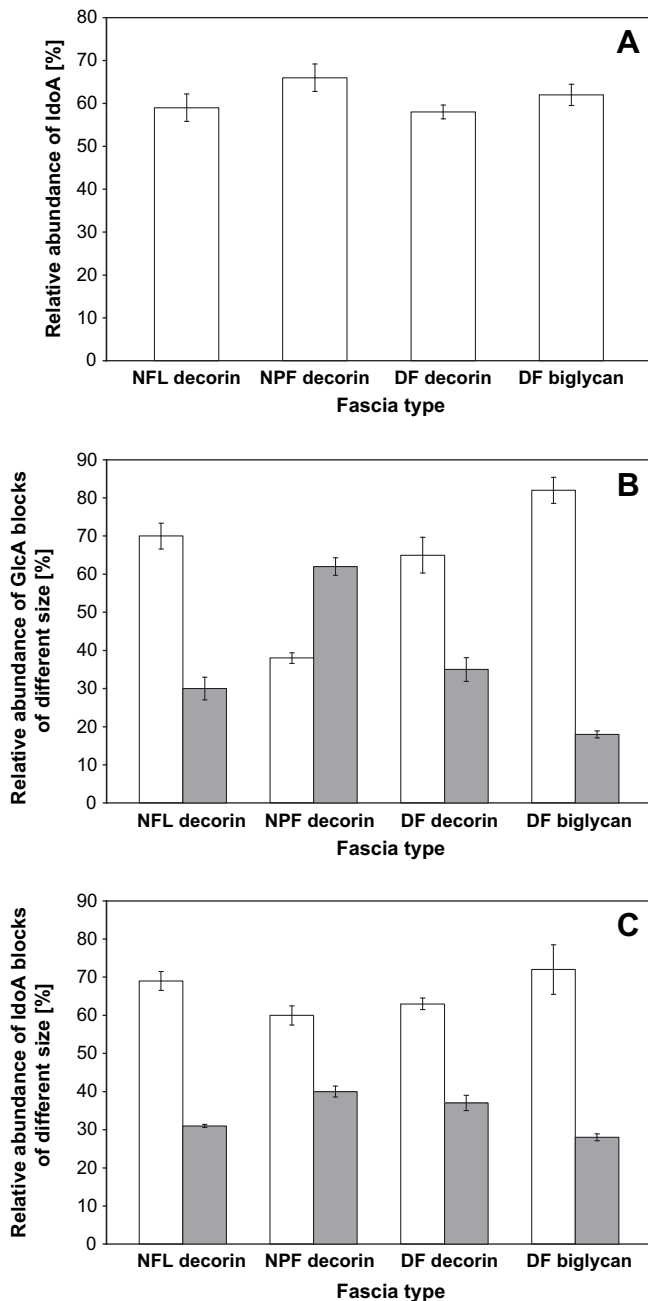 A
Relative abundance of IdoA [%]
80
70
60
50
40
30
20
10
0
NFL decorin NPF decorin DF decorin DF biglycan
Fascia type
B
Relative abundance of GlcA blocks
of different size [%]
90
80
70
60
50
40
30
20
10
0
NFL decorin NPF decorin DF decorin DF biglycan
Fascia type
C
Relative abundance of IdoA blocks
of different size [%]
90
80
70
60
50
40
30
20
10
0
NFL decorin NPF decorin DF decorin DF biglycan
Fascia type